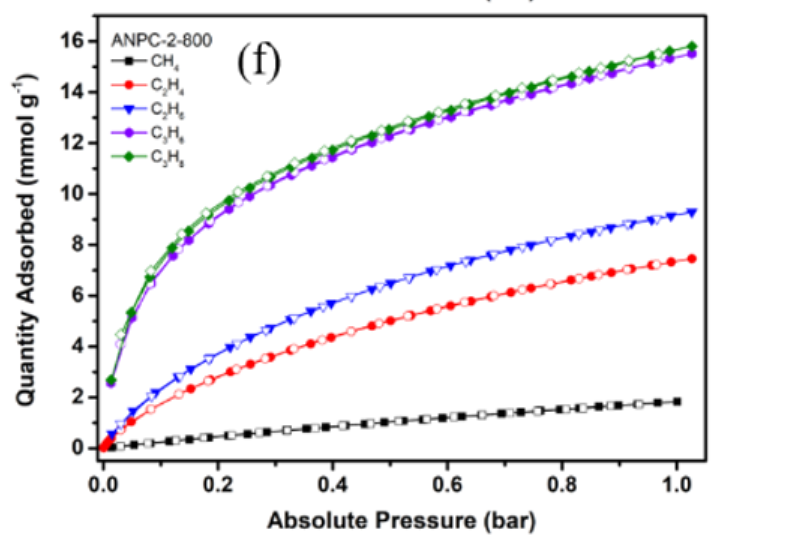 ANPC-2-800
(f)
CH₄
C₂H₄
C₂H₆
C₃H₆
C₃H₈
16
14
12
10
8
6
4
2
0
Quantity Adsorbed (mmol g⁻¹)
0.0 0.2 0.4 0.6 0.8 1.0
Absolute Pressure (bar)